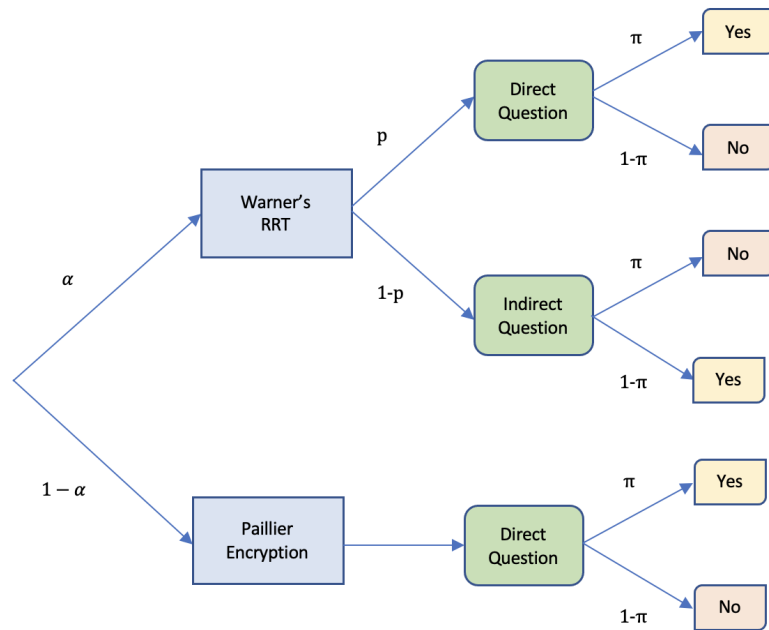 π
Yes
Direct
Question
p
1-π
No
Warner's
RRT
α
1-p
π
No
Indirect
Question
1-π
Yes
1 − α
π
Yes
Paillier
Encryption
Direct
Question
1-π
No